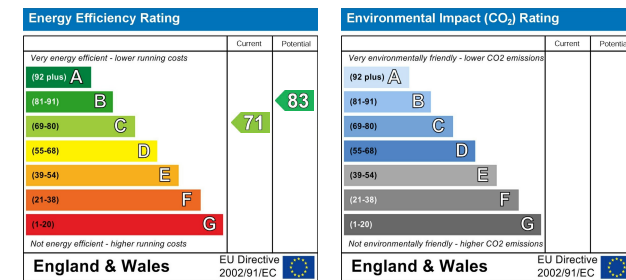 Energy Efficiency Rating
Current Potential
Very energy efficient - lower running costs
(92 plus) A
(81-91) B
83
(69-80) C
71
(55-68) D
(39-54) E
(21-38) F
(1-20) G
Not energy efficient - higher running costs
England & Wales
EU Directive
2002/91/EC
Environmental Impact (CO₂) Rating
Current Potential
Very environmentally friendly - lower CO2 emissions
(92 plus) A
(81-91) B
(69-80) C
(55-68) D
(39-54) E
(21-38) F
(1-20) G
Not environmentally friendly - higher CO2 emissions
England & Wales
EU Directive
2002/91/EC